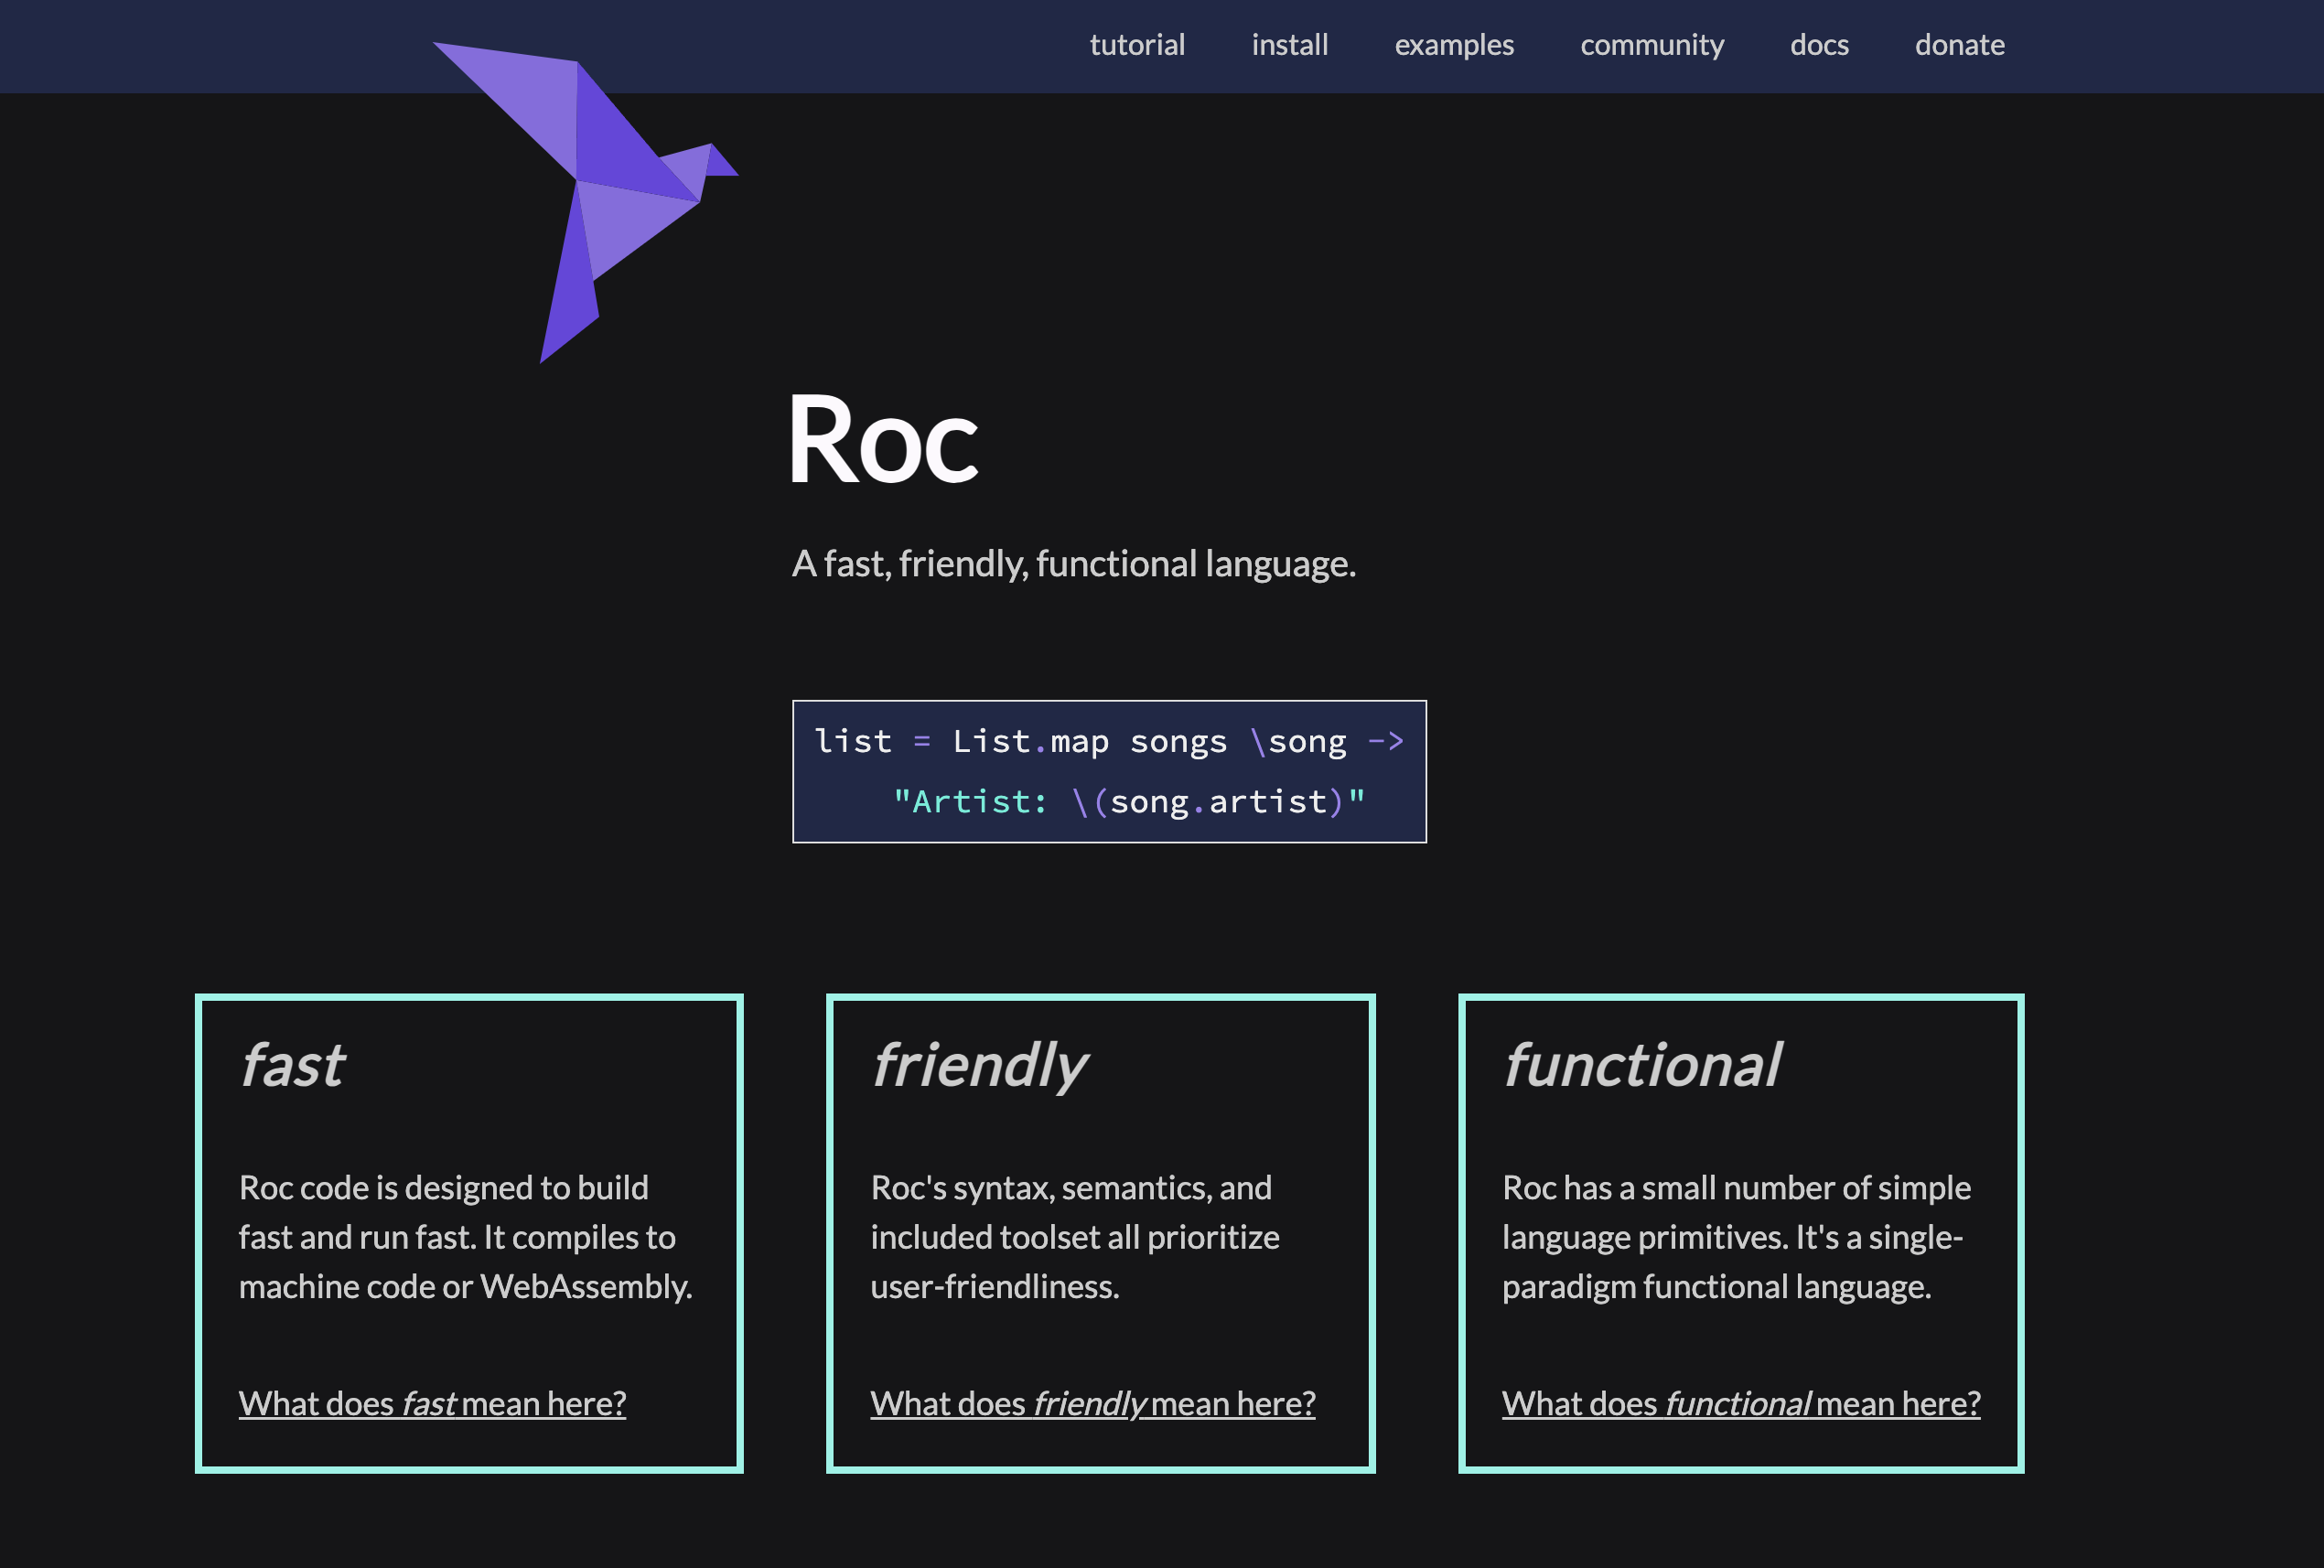 tutorial install examples community docs donate
Roc
A fast, friendly, functional language.
list = List.map songs \song ->
    "Artist: \(song.artist)"
fast
Roc code is designed to build
fast and run fast. It compiles to
machine code or WebAssembly.
What does fast mean here?
friendly
Roc's syntax, semantics, and
included toolset all prioritize
user-friendliness.
What does friendly mean here?
functional
Roc has a small number of simple
language primitives. It's a single-
paradigm functional language.
What does functional mean here?